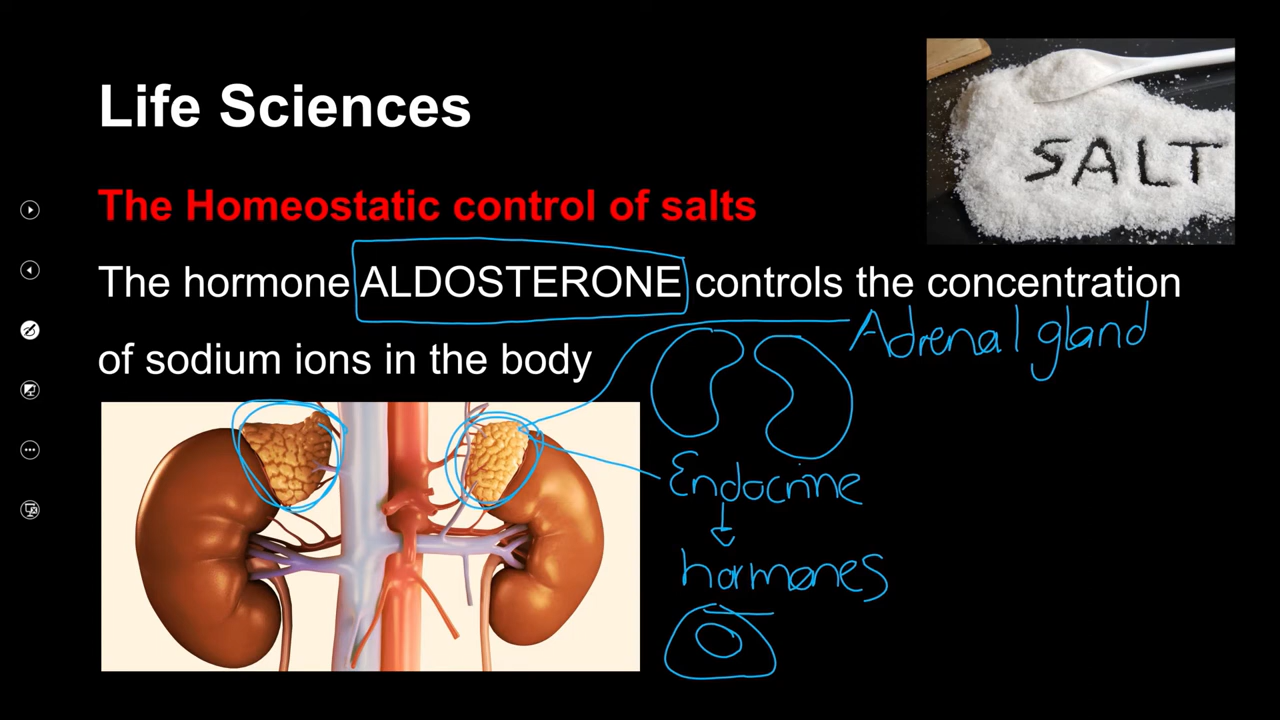 Life Sciences
SALT
The Homeostatic control of salts
The hormone ALDOSTERONE controls the concentration
of sodium ions in the body
Adrenal gland
Endocrine
hormones